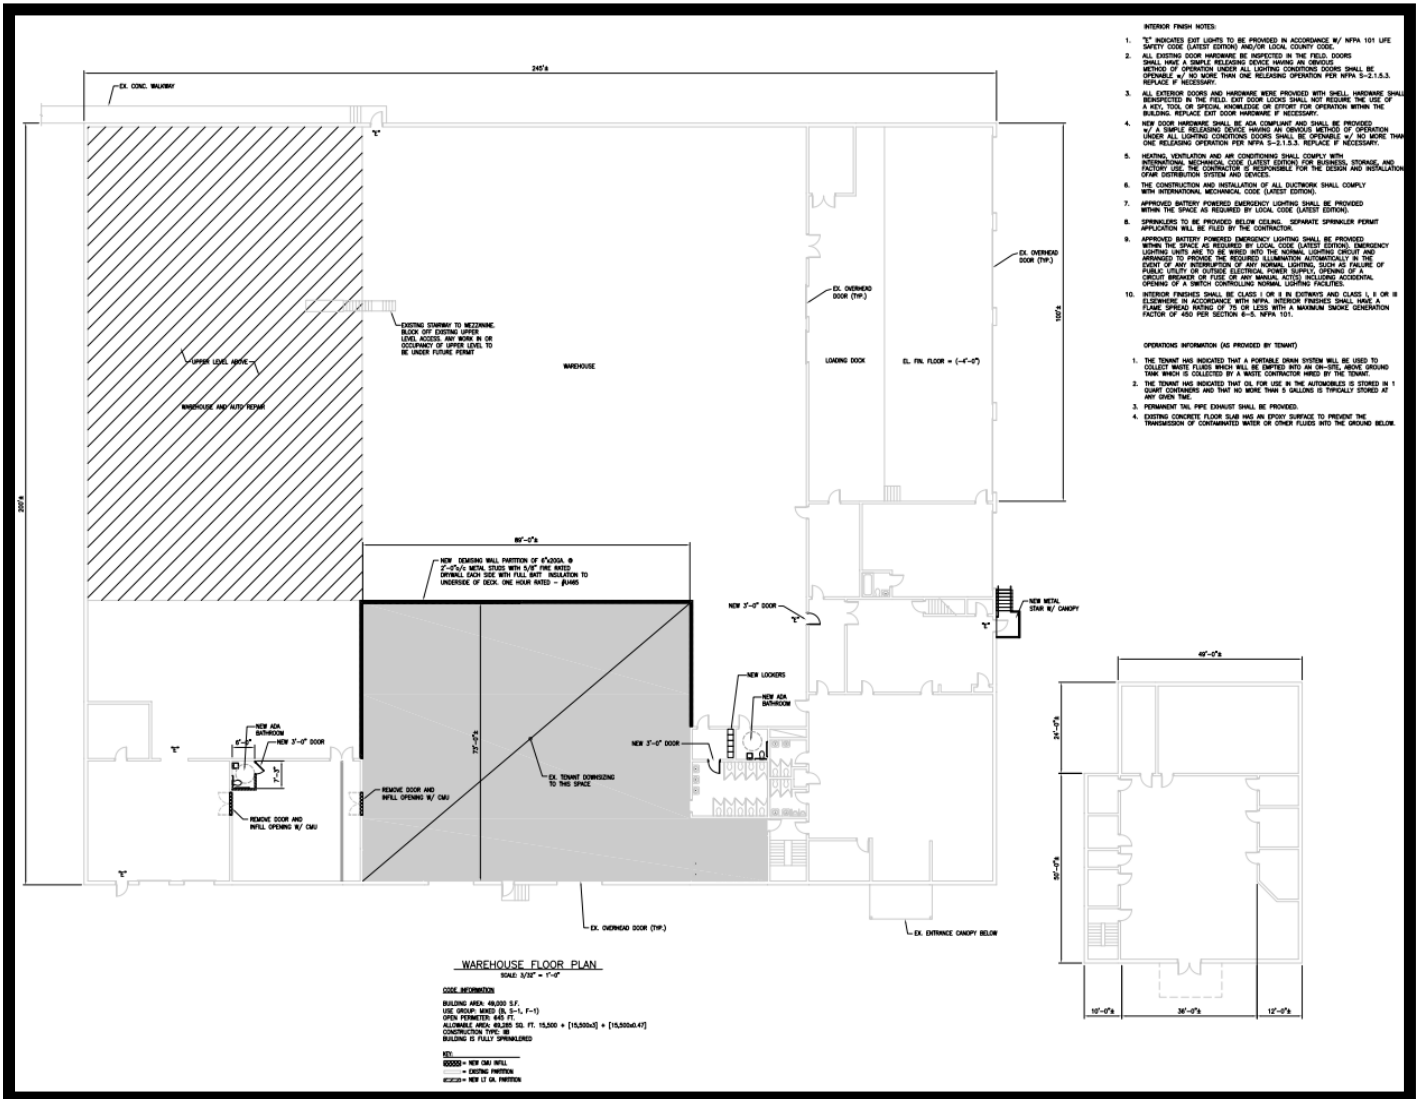 INTERIOR FINISH NOTES:
1. "E" INDICATES EXIT LIGHTS TO BE PROVIDED IN ACCORDANCE W/ NFPA 101 LIFE
SAFETY CODE (LATEST EDITION) AND/OR LOCAL COUNTY CODE.
2. ALL EXISTING DOOR HARDWARE BE INSPECTED IN THE FIELD. DOORS
SHALL HAVE A SIMPLE RELEASING DEVICE HAVING AN OBVIOUS
METHOD OF OPERATION UNDER ALL LIGHTING CONDITIONS DOORS SHALL BE
OPENABLE w/ NO MORE THAN ONE RELEASING OPERATION PER NFPA S-2.1.5.3.
REPLACE IF NECESSARY.
3. ALL EXTERIOR DOORS AND HARDWARE WERE PROVIDED WITH SHELL. HARDWARE SHALL
BEINSPECTED IN THE FIELD. EXIT DOOR LOCKS SHALL NOT REQUIRE THE USE OF
A KEY, TOOL OR SPECIAL KNOWLEDGE OR EFFORT FOR OPERATION WITHIN THE
BUILDING. REPLACE EXIT DOOR HARDWARE IF NECESSARY.
4. NEW DOOR HARDWARE SHALL BE ADA COMPLIANT AND SHALL BE PROVIDED
w/ A SIMPLE RELEASING DEVICE HAVING AN OBVIOUS METHOD OF OPERATION
UNDER ALL LIGHTING CONDITIONS DOORS SHALL BE OPENABLE w/ NO MORE THAN
ONE RELEASING OPERATION PER NFPA S-2.1.5.3. REPLACE IF NECESSARY.
5. HEATING, VENTILATION AND AIR CONDITIONING SHALL COMPLY WITH
INTERNATIONAL MECHANICAL CODE (LATEST EDITION) FOR BUSINESS, STORAGE, AND
FACTORY USE. THE CONTRACTOR IS RESPONSIBLE FOR THE DESIGN AND INSTALLATION
OFAIR DISTRIBUTION SYSTEM AND DEVICES.
6. THE CONSTRUCTION AND INSTALLATION OF ALL DUCTWORK SHALL COMPLY
WITH INTERNATIONAL MECHANICAL CODE (LATEST EDITION).
7. APPROVED BATTERY POWERED EMERGENCY LIGHTING SHALL BE PROVIDED
WITHIN THE SPACE AS REQUIRED BY LOCAL CODE (LATEST EDITION).
8. SPRINKLERS TO BE PROVIDED BELOW CEILING. SEPARATE SPRINKLER PERMIT
APPLICATION WILL BE FILED BY THE CONTRACTOR.
9. APPROVED BATTERY POWERED EMERGENCY LIGHTING SHALL BE PROVIDED
WITHIN THE SPACE AS REQUIRED BY LOCAL CODE (LATEST EDITION). EMERGENCY
LIGHTING UNITS ARE TO BE WIRED INTO THE NORMAL LIGHTING CIRCUIT AND
ARRANGED TO PROVIDE THE REQUIRED ILLUMINATION AUTOMATICALLY IN THE
EVENT OF ANY INTERRUPTION OF ANY NORMAL LIGHTING, SUCH AS FAILURE OF
PUBLIC UTILITY OR OUTSIDE ELECTRICAL POWER SUPPLY, OPENING OF A
CIRCUIT BREAKER OR FUSE OR ANY MANUAL ACT(S) INCLUDING ACCIDENTAL
OPENING OF A SWITCH CONTROLLING NORMAL LIGHTING FACILITIES.
10. INTERIOR FINISHES SHALL BE CLASS I OR II IN EXITWAYS AND CLASS I, II OR III
ELSEWHERE IN ACCORDANCE WITH NFPA. INTERIOR FINISHES SHALL HAVE A
FLAME SPREAD RATING OF 75 OR LESS WITH A MAXIMUM SMOKE GENERATION
FACTOR OF 450 PER SECTION 6-5. NFPA 101.
OPERATIONS INFORMATION (AS PROVIDED BY TENANT)
1. THE TENANT HAS INDICATED THAT A PORTABLE DRAIN SYSTEM WILL BE USED TO
COLLECT WASTE FLUIDS WHICH WILL BE EMPTIED INTO AN ON-SITE, ABOVE GROUND
TANK WHICH IS COLLECTED BY A WASTE CONTRACTOR HIRED BY THE TENANT.
2. THE TENANT HAS INDICATED THAT OIL FOR USE IN THE AUTOMOBILES IS STORED IN 1
QUART CONTAINERS AND THAT NO MORE THAN 5 GALLONS IS TYPICALLY STORED AT
ANY GIVEN TIME.
3. PERMANENT TAIL PIPE EXHAUST SHALL BE PROVIDED.
4. EXISTING CONCRETE FLOOR SLAB HAS AN EPOXY SURFACE TO PREVENT THE
TRANSMISSION OF CONTAMINATED WATER OR OTHER FLUIDS INTO THE GROUND BELOW.
245'±
EX. CONC. WALKWAY
"E"
200'±
100'±
EX. OVERHEAD
DOOR (TYP.)
EX. OVERHEAD
DOOR (TYP.)
EXISTING STAIRWAY TO MEZZANINE.
BLOCK OFF EXISTING UPPER
LEVEL ACCESS. ANY WORK IN OR
OCCUPANCY OF UPPER LEVEL TO
BE UNDER FUTURE PERMIT
UPPER LEVEL ABOVE
WAREHOUSE
LOADING DOCK
EL. FIN. FLOOR = (-4'-0")
WAREHOUSE AND AUTO REPAIR
89'-0"±
NEW DEMISING WALL PARTITION OF 6"x20GA. @
2'-0"o/c METAL STUDS WITH 5/8" FIRE RATED
DRYWALL EACH SIDE WITH FULL BATT INSULATION TO
UNDERSIDE OF DECK. ONE HOUR RATED - #U465
NEW 3'-0" DOOR
"E"
"E"
NEW METAL
STAIR W/ CANOPY
NEW LOCKERS
NEW ADA
BATHROOM
NEW 3'-0" DOOR
73'-0"±
NEW ADA
BATHROOM
NEW 3'-0" DOOR
"E"
6'-0"
7'-3"
EX. TENANT DOWNSIZING
TO THIS SPACE
REMOVE DOOR AND
INFILL OPENING W/ CMU
REMOVE DOOR AND
INFILL OPENING W/ CMU
"E"
EX. OVERHEAD DOOR (TYP.)
EX. ENTRANCE CANOPY BELOW
49'-0"±
24'-0"±
50'-0"±
10'-0"±
36'-0"±
12'-0"±
WAREHOUSE FLOOR PLAN
SCALE: 3/32" = 1'-0"
CODE INFORMATION
BUILDING AREA: 49,000 S.F.
USE GROUP: MIXED (B, S-1, F-1)
OPEN PERIMETER: 645 FT.
ALLOWABLE AREA: 69,285 SQ. FT. 15,500 + [15,500x3] + [15,500x0.47]
CONSTRUCTION TYPE: IIB
BUILDING IS FULLY SPRINKLERED
KEY:
= NEW CMU INFILL
= EXISTING PARTITION
= NEW LT GA. PARTITION